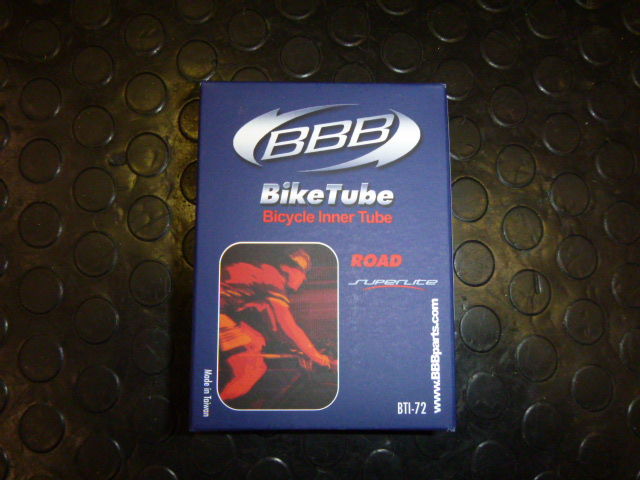 BBB
BikeTube
Bicycle Inner Tube
ROAD
SUPERLITE
www.BBBparts.com
Made in Taiwan
BTI-72